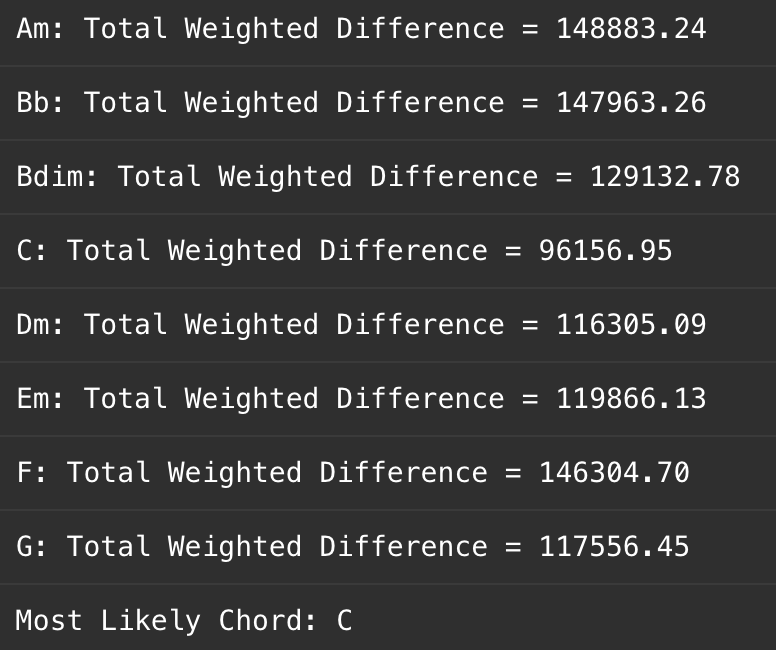 Am: Total Weighted Difference = 148883.24
Bb: Total Weighted Difference = 147963.26
Bdim: Total Weighted Difference = 129132.78
C: Total Weighted Difference = 96156.95
Dm: Total Weighted Difference = 116305.09
Em: Total Weighted Difference = 119866.13
F: Total Weighted Difference = 146304.70
G: Total Weighted Difference = 117556.45
Most Likely Chord: C